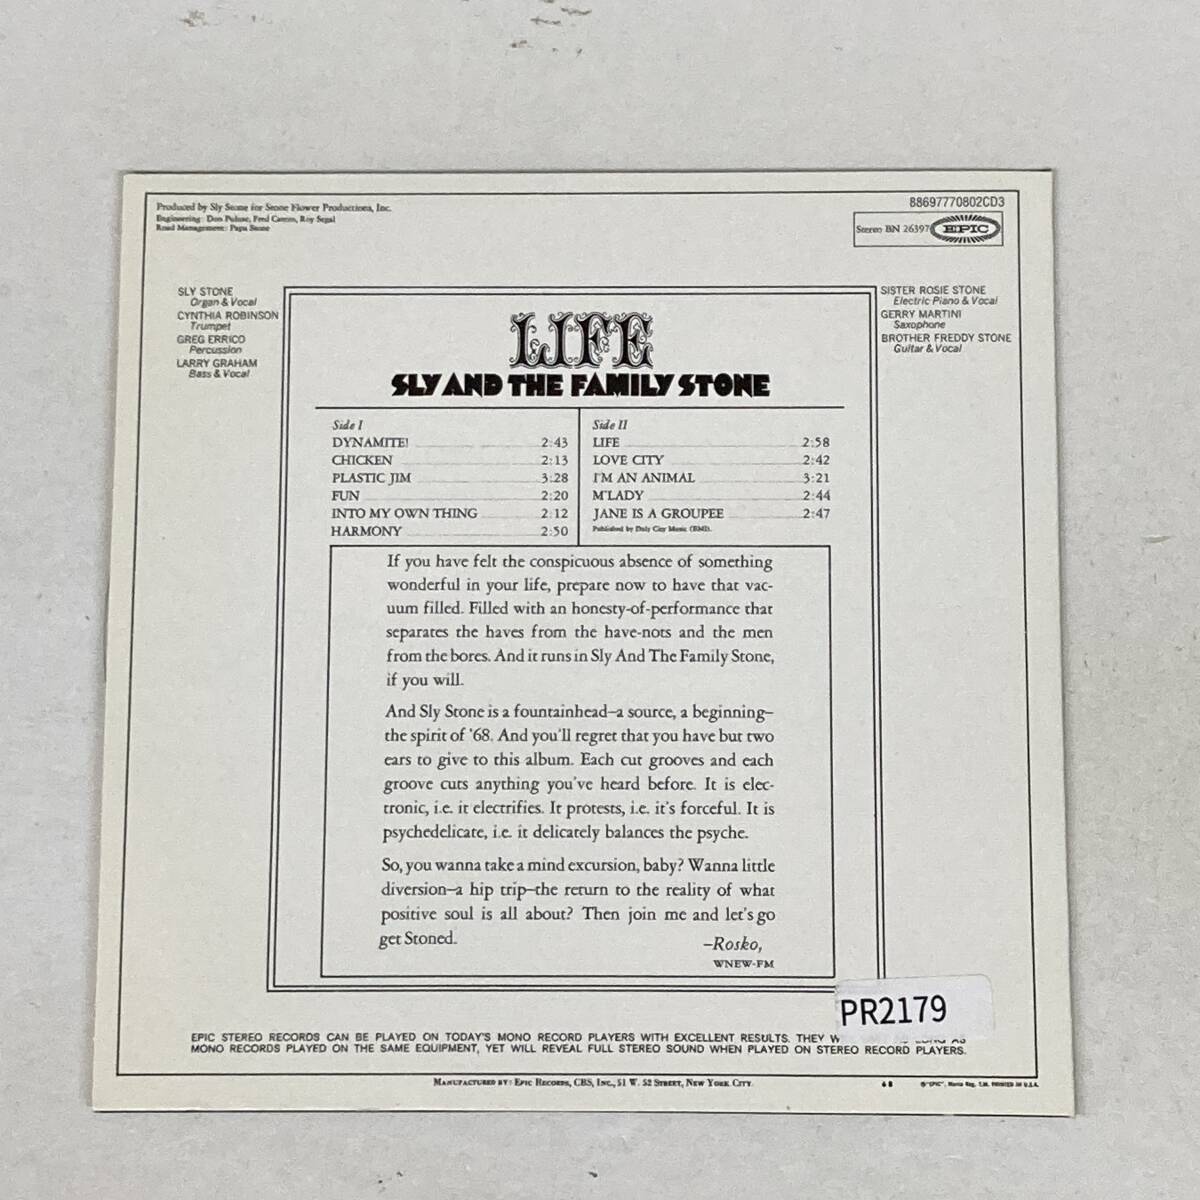 Produced by Sly Stone for Stone Flower Productions, Inc.
Engineering: Don Puluse, Fred Catero, Roy Segal
Road Management: Papa Stone
88697770802CD3
Stereo BN 26397 EPIC
SLY STONE
Organ & Vocal
CYNTHIA ROBINSON
Trumpet
GREG ERRICO
Percussion
LARRY GRAHAM
Bass & Vocal
SISTER ROSIE STONE
Electric Piano & Vocal
GERRY MARTINI
Saxophone
BROTHER FREDDY STONE
Guitar & Vocal
LIFE
SLY AND THE FAMILY STONE
Side I
DYNAMITE! 2:43
CHICKEN 2:13
PLASTIC JIM 3:28
FUN 2:20
INTO MY OWN THING 2:12
HARMONY 2:50
Side II
LIFE 2:58
LOVE CITY 2:42
I'M AN ANIMAL 3:21
M'LADY 2:44
JANE IS A GROUPEE 2:47
Published by Daly City Music (BMI).
If you have felt the conspicuous absence of something
wonderful in your life, prepare now to have that vac-
uum filled. Filled with an honesty-of-performance that
separates the haves from the have-nots and the men
from the bores. And it runs in Sly And The Family Stone,
if you will.
And Sly Stone is a fountainhead—a source, a beginning—
the spirit of '68. And you'll regret that you have but two
ears to give to this album. Each cut grooves and each
groove cuts anything you've heard before. It is elec-
tronic, i.e. it electrifies. It protests, i.e. it's forceful. It is
psychedelicate, i.e. it delicately balances the psyche.
So, you wanna take a mind excursion, baby? Wanna little
diversion—a hip trip—the return to the reality of what
positive soul is all about? Then join me and let's go
get Stoned.
—Rosko,
WNEW-FM
PR2179
EPIC STEREO RECORDS CAN BE PLAYED ON TODAY'S MONO RECORD PLAYERS WITH EXCELLENT RESULTS. THEY W
MONO RECORDS PLAYED ON THE SAME EQUIPMENT, YET WILL REVEAL FULL STEREO SOUND WHEN PLAYED ON STEREO RECORD PLAYERS.
MANUFACTURED BY: EPIC RECORDS, CBS, INC., 51 W. 52 STREET, NEW YORK CITY.
68
®"EPIC", Marca Reg. T.M. PRINTED IN U.S.A.